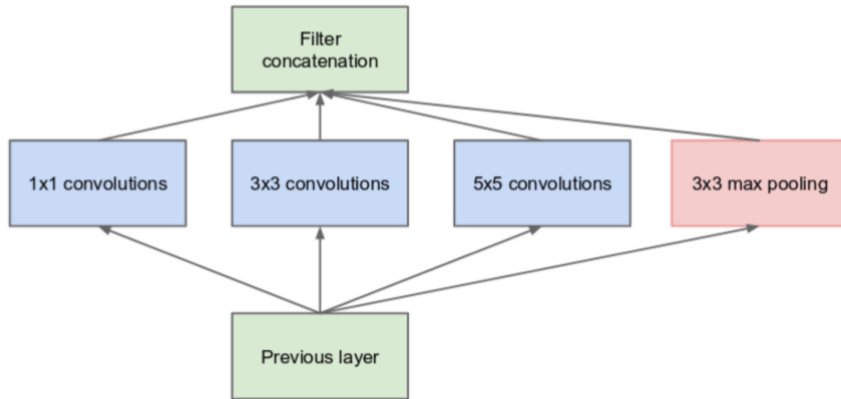 Filter
concatenation
1x1 convolutions
3x3 convolutions
5x5 convolutions
3x3 max pooling
Previous layer